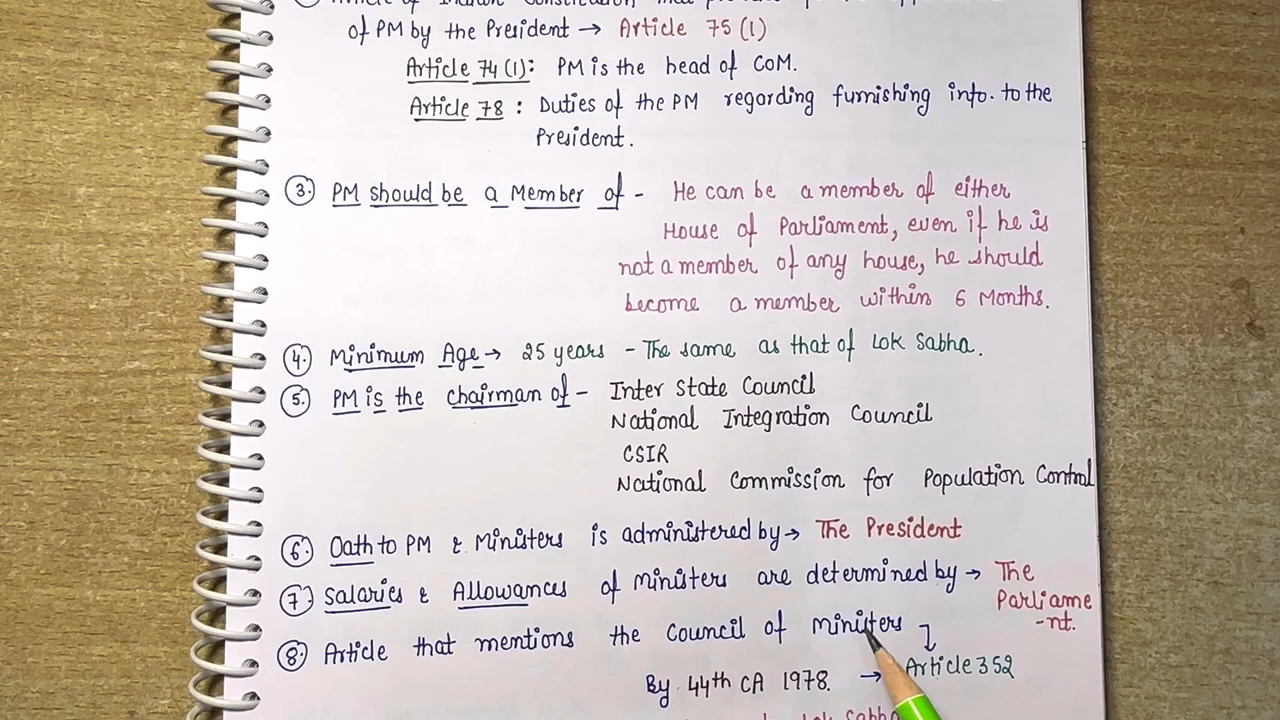 of PM by the President → Article 75 (1)
Article 74 (1): PM is the head of COM.
Article 78 : Duties of the PM regarding furnishing info. to the
President.
3. PM should be a Member of - He can be a member of either
House of Parliament, even if he is
not a member of any house, he should
become a member within 6 Months.
4. Minimum Age → 25 years - The same as that of Lok Sabha.
5. PM is the chairman of - Inter State Council
National Integration Council
CSIR
National Commission for Population Control
6. Oath to PM & Ministers is administered by → The President
7. Salaries & Allowances of Ministers are determined by → The
Parliame
-nt.
8. Article that mentions the Council of Ministers
By 44th CA 1978. → Article 352
Lok Sabha